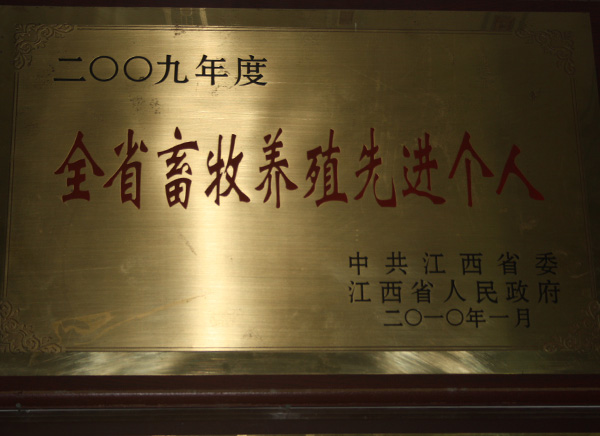 二〇〇九年度
全省畜牧养殖先进个人
中共江西省委
江西省人民政府
二〇一〇年一月